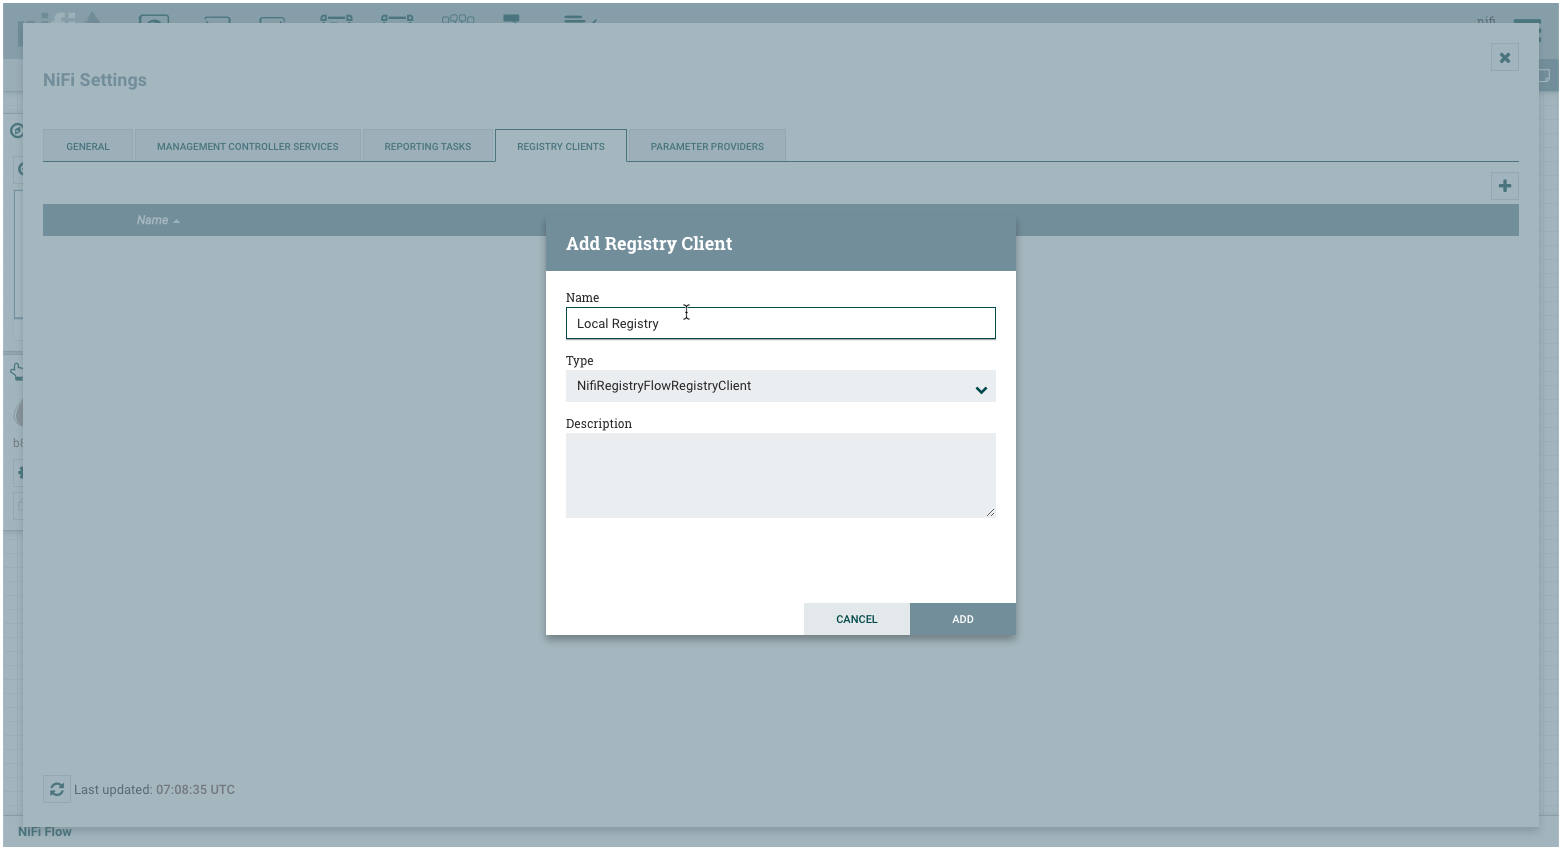 nifi
NiFi Settings
GENERAL
MANAGEMENT CONTROLLER SERVICES
REPORTING TASKS
REGISTRY CLIENTS
PARAMETER PROVIDERS
Name
Add Registry Client
Name
Local Registry
Type
NifiRegistryFlowRegistryClient
Description
CANCEL
ADD
Last updated: 07:08:35 UTC
NiFi Flow